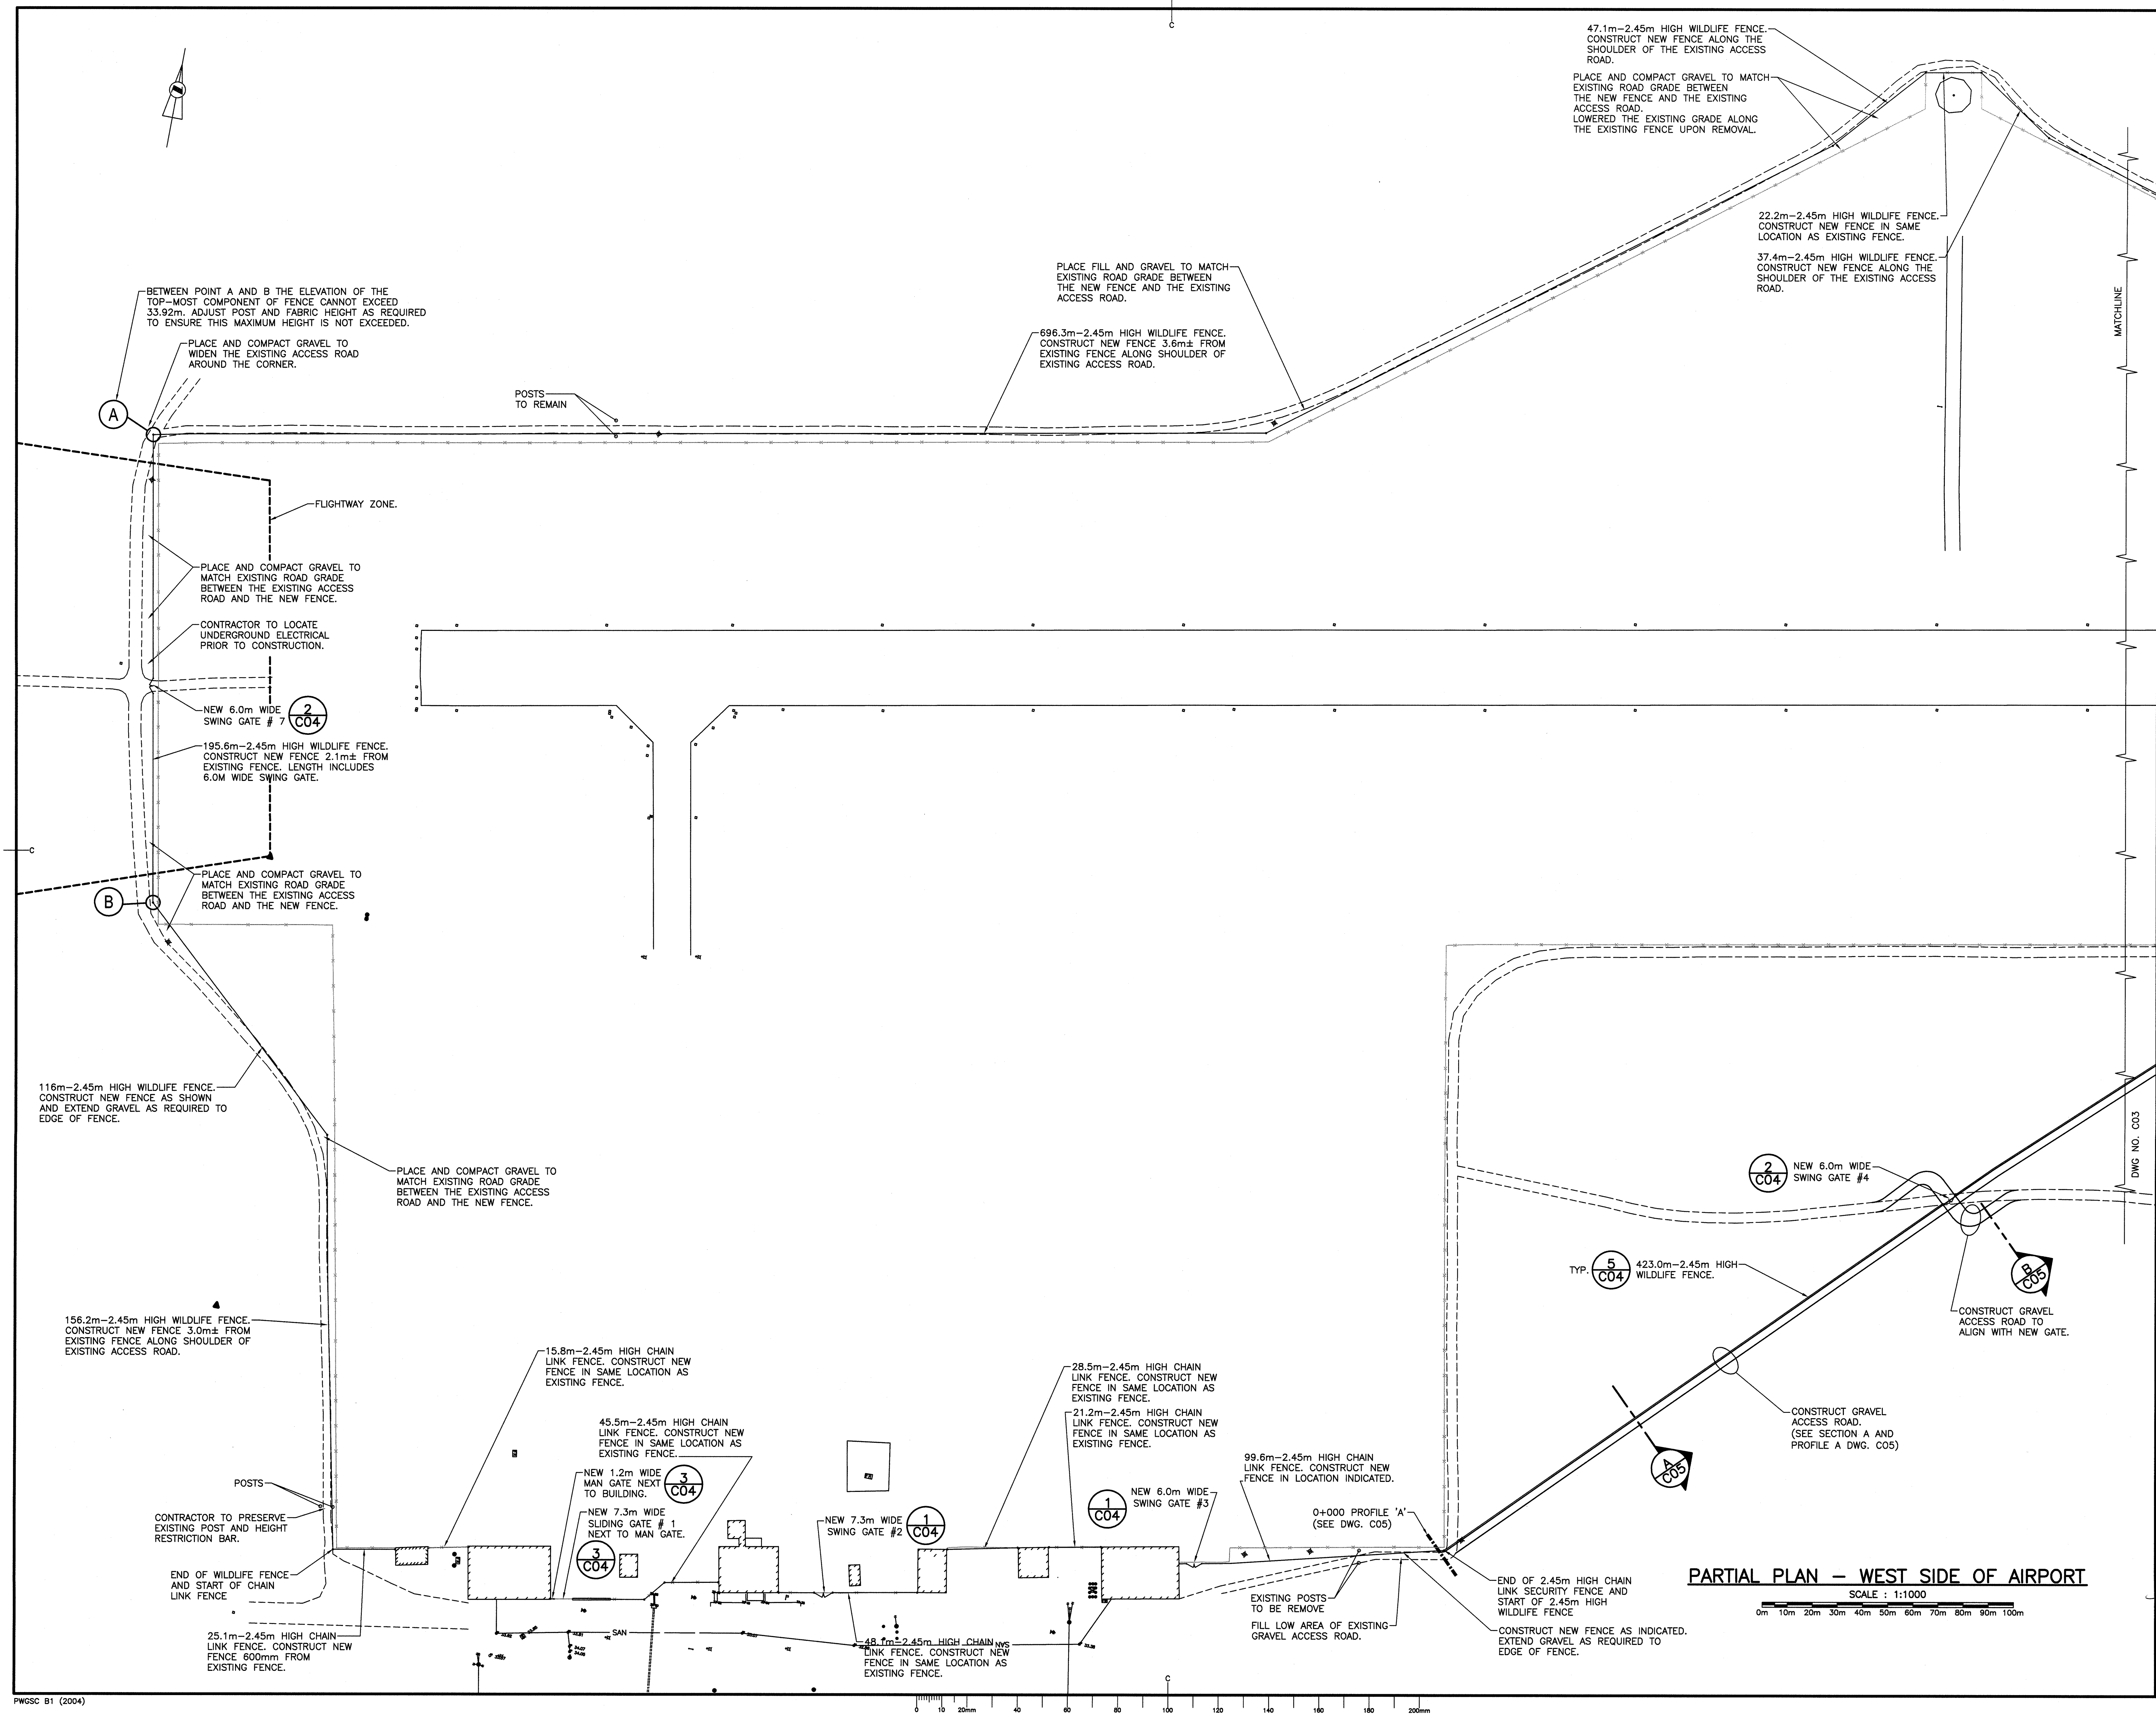 C
47.1m-2.45m HIGH WILDLIFE FENCE.
CONSTRUCT NEW FENCE ALONG THE
SHOULDER OF THE EXISTING ACCESS
ROAD.
PLACE AND COMPACT GRAVEL TO MATCH
EXISTING ROAD GRADE BETWEEN
THE NEW FENCE AND THE EXISTING
ACCESS ROAD.
LOWERED THE EXISTING GRADE ALONG
THE EXISTING FENCE UPON REMOVAL.
22.2m-2.45m HIGH WILDLIFE FENCE.
CONSTRUCT NEW FENCE IN SAME
LOCATION AS EXISTING FENCE.
37.4m-2.45m HIGH WILDLIFE FENCE.
CONSTRUCT NEW FENCE ALONG THE
SHOULDER OF THE EXISTING ACCESS
ROAD.
MATCHLINE
PLACE FILL AND GRAVEL TO MATCH
EXISTING ROAD GRADE BETWEEN
THE NEW FENCE AND THE EXISTING
ACCESS ROAD.
696.3m-2.45m HIGH WILDLIFE FENCE.
CONSTRUCT NEW FENCE 3.6m± FROM
EXISTING FENCE ALONG SHOULDER OF
EXISTING ACCESS ROAD.
BETWEEN POINT A AND B THE ELEVATION OF THE
TOP-MOST COMPONENT OF FENCE CANNOT EXCEED
33.92m. ADJUST POST AND FABRIC HEIGHT AS REQUIRED
TO ENSURE THIS MAXIMUM HEIGHT IS NOT EXCEEDED.
PLACE AND COMPACT GRAVEL TO
WIDEN THE EXISTING ACCESS ROAD
AROUND THE CORNER.
A
POSTS
TO REMAIN
FLIGHTWAY ZONE.
PLACE AND COMPACT GRAVEL TO
MATCH EXISTING ROAD GRADE
BETWEEN THE EXISTING ACCESS
ROAD AND THE NEW FENCE.
CONTRACTOR TO LOCATE
UNDERGROUND ELECTRICAL
PRIOR TO CONSTRUCTION.
NEW 6.0m WIDE
SWING GATE # 7
2
C04
195.6m-2.45m HIGH WILDLIFE FENCE.
CONSTRUCT NEW FENCE 2.1m± FROM
EXISTING FENCE. LENGTH INCLUDES
6.0M WIDE SWING GATE.
C
PLACE AND COMPACT GRAVEL TO
MATCH EXISTING ROAD GRADE
BETWEEN THE EXISTING ACCESS
ROAD AND THE NEW FENCE.
B
116m-2.45m HIGH WILDLIFE FENCE.
CONSTRUCT NEW FENCE AS SHOWN
AND EXTEND GRAVEL AS REQUIRED TO
EDGE OF FENCE.
PLACE AND COMPACT GRAVEL TO
MATCH EXISTING ROAD GRADE
BETWEEN THE EXISTING ACCESS
ROAD AND THE NEW FENCE.
DWG NO. C03
2
C04
NEW 6.0m WIDE
SWING GATE #4
TYP.
5
C04
423.0m-2.45m HIGH
WILDLIFE FENCE.
B
C05
CONSTRUCT GRAVEL
ACCESS ROAD TO
ALIGN WITH NEW GATE.
CONSTRUCT GRAVEL
ACCESS ROAD.
(SEE SECTION A AND
PROFILE A DWG. C05)
A
C05
156.2m-2.45m HIGH WILDLIFE FENCE.
CONSTRUCT NEW FENCE 3.0m± FROM
EXISTING FENCE ALONG SHOULDER OF
EXISTING ACCESS ROAD.
15.8m-2.45m HIGH CHAIN
LINK FENCE. CONSTRUCT NEW
FENCE IN SAME LOCATION AS
EXISTING FENCE.
45.5m-2.45m HIGH CHAIN
LINK FENCE. CONSTRUCT NEW
FENCE IN SAME LOCATION AS
EXISTING FENCE.
28.5m-2.45m HIGH CHAIN
LINK FENCE. CONSTRUCT NEW
FENCE IN SAME LOCATION AS
EXISTING FENCE.
21.2m-2.45m HIGH CHAIN
LINK FENCE. CONSTRUCT NEW
FENCE IN SAME LOCATION AS
EXISTING FENCE.
99.6m-2.45m HIGH CHAIN
LINK FENCE. CONSTRUCT NEW
FENCE IN LOCATION INDICATED.
POSTS
CONTRACTOR TO PRESERVE
EXISTING POST AND HEIGHT
RESTRICTION BAR.
NEW 1.2m WIDE
MAN GATE NEXT
TO BUILDING.
3
C04
NEW 7.3m WIDE
SLIDING GATE # 1
NEXT TO MAN GATE.
3
C04
NEW 7.3m WIDE
SWING GATE #2
1
C04
1
C04
NEW 6.0m WIDE
SWING GATE #3
0+000 PROFILE 'A'
(SEE DWG. C05)
END OF WILDLIFE FENCE
AND START OF CHAIN
LINK FENCE
25.1m-2.45m HIGH CHAIN
LINK FENCE. CONSTRUCT NEW
FENCE 600mm FROM
EXISTING FENCE.
SAN
48.1m-2.45m HIGH CHAIN
LINK FENCE. CONSTRUCT NEW
FENCE IN SAME LOCATION AS
EXISTING FENCE.
EXISTING POSTS
TO BE REMOVE
FILL LOW AREA OF EXISTING
GRAVEL ACCESS ROAD.
END OF 2.45m HIGH CHAIN
LINK SECURITY FENCE AND
START OF 2.45m HIGH
WILDLIFE FENCE
CONSTRUCT NEW FENCE AS INDICATED.
EXTEND GRAVEL AS REQUIRED TO
EDGE OF FENCE.
PARTIAL PLAN - WEST SIDE OF AIRPORT
SCALE : 1:1000
0m 10m 20m 30m 40m 50m 60m 70m 80m 90m 100m
C
PWGSC B1 (2004)
0 10 20mm 40 60 80 100 120 140 160 180 200mm